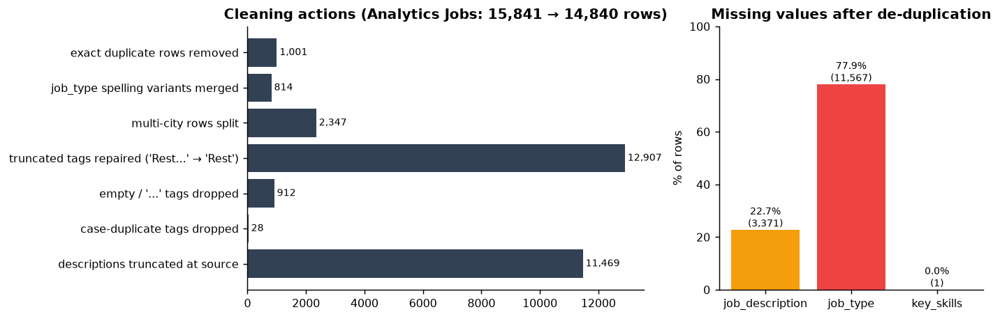 Cleaning actions (Analytics Jobs: 15,841 → 14,840 rows)
exact duplicate rows removed
1,001
job_type spelling variants merged
814
multi-city rows split
2,347
truncated tags repaired ('Rest...' → 'Rest')
12,907
empty / '...' tags dropped
912
case-duplicate tags dropped
28
descriptions truncated at source
11,469
0 2000 4000 6000 8000 10000 12000
Missing values after de-duplication
% of rows
100
80
60
40
20
0
22.7%
(3,371)
77.9%
(11,567)
0.0%
(1)
job_description job_type key_skills